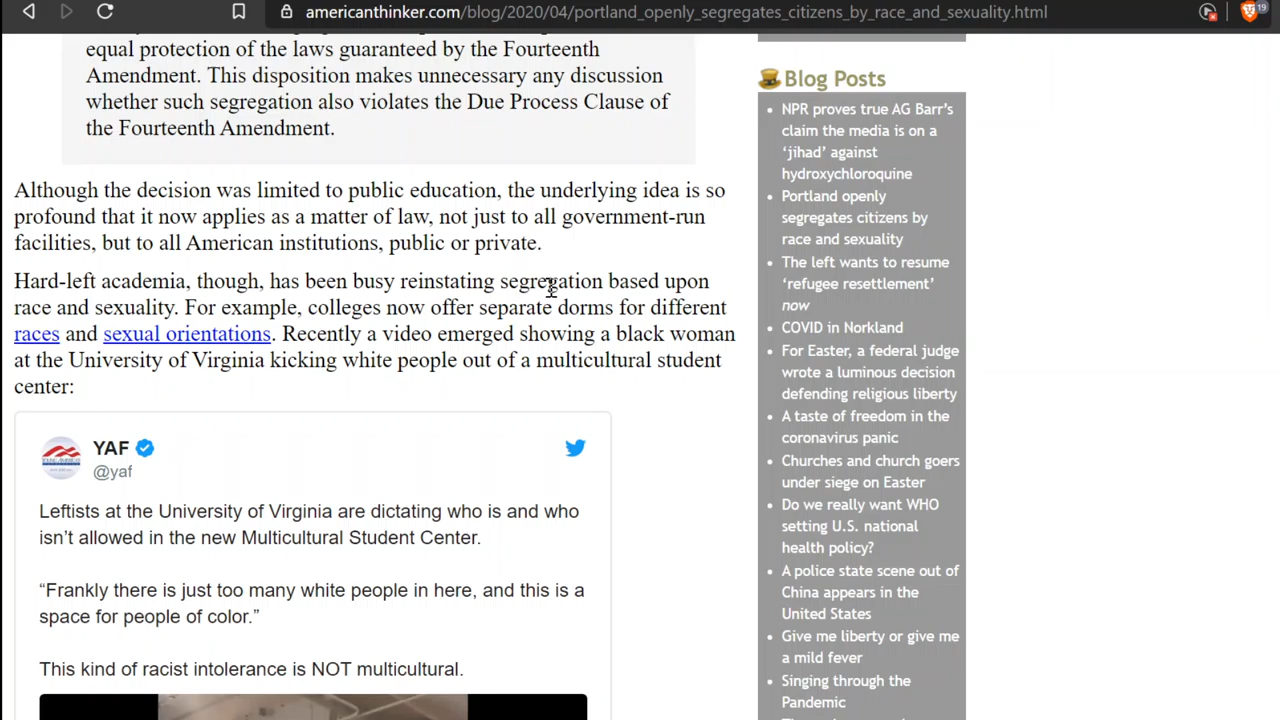 americanthinker.com/blog/2020/04/portland_openly_segregates_citizens_by_race_and_sexuality.html
19
equal protection of the laws guaranteed by the Fourteenth
Amendment. This disposition makes unnecessary any discussion
whether such segregation also violates the Due Process Clause of
the Fourteenth Amendment.
Although the decision was limited to public education, the underlying idea is so
profound that it now applies as a matter of law, not just to all government-run
facilities, but to all American institutions, public or private.
Hard-left academia, though, has been busy reinstating segregation based upon
race and sexuality. For example, colleges now offer separate dorms for different
races and sexual orientations. Recently a video emerged showing a black woman
at the University of Virginia kicking white people out of a multicultural student
center:
YAF
@yaf
Leftists at the University of Virginia are dictating who is and who
isn’t allowed in the new Multicultural Student Center.
“Frankly there is just too many white people in here, and this is a
space for people of color.”
This kind of racist intolerance is NOT multicultural.
Blog Posts
NPR proves true AG Barr’s
claim the media is on a
‘jihad’ against
hydroxychloroquine
Portland openly
segregates citizens by
race and sexuality
The left wants to resume
‘refugee resettlement’
now
COVID in Norkland
For Easter, a federal judge
wrote a luminous decision
defending religious liberty
A taste of freedom in the
coronavirus panic
Churches and church goers
under siege on Easter
Do we really want WHO
setting U.S. national
health policy?
A police state scene out of
China appears in the
United States
Give me liberty or give me
a mild fever
Singing through the
Pandemic